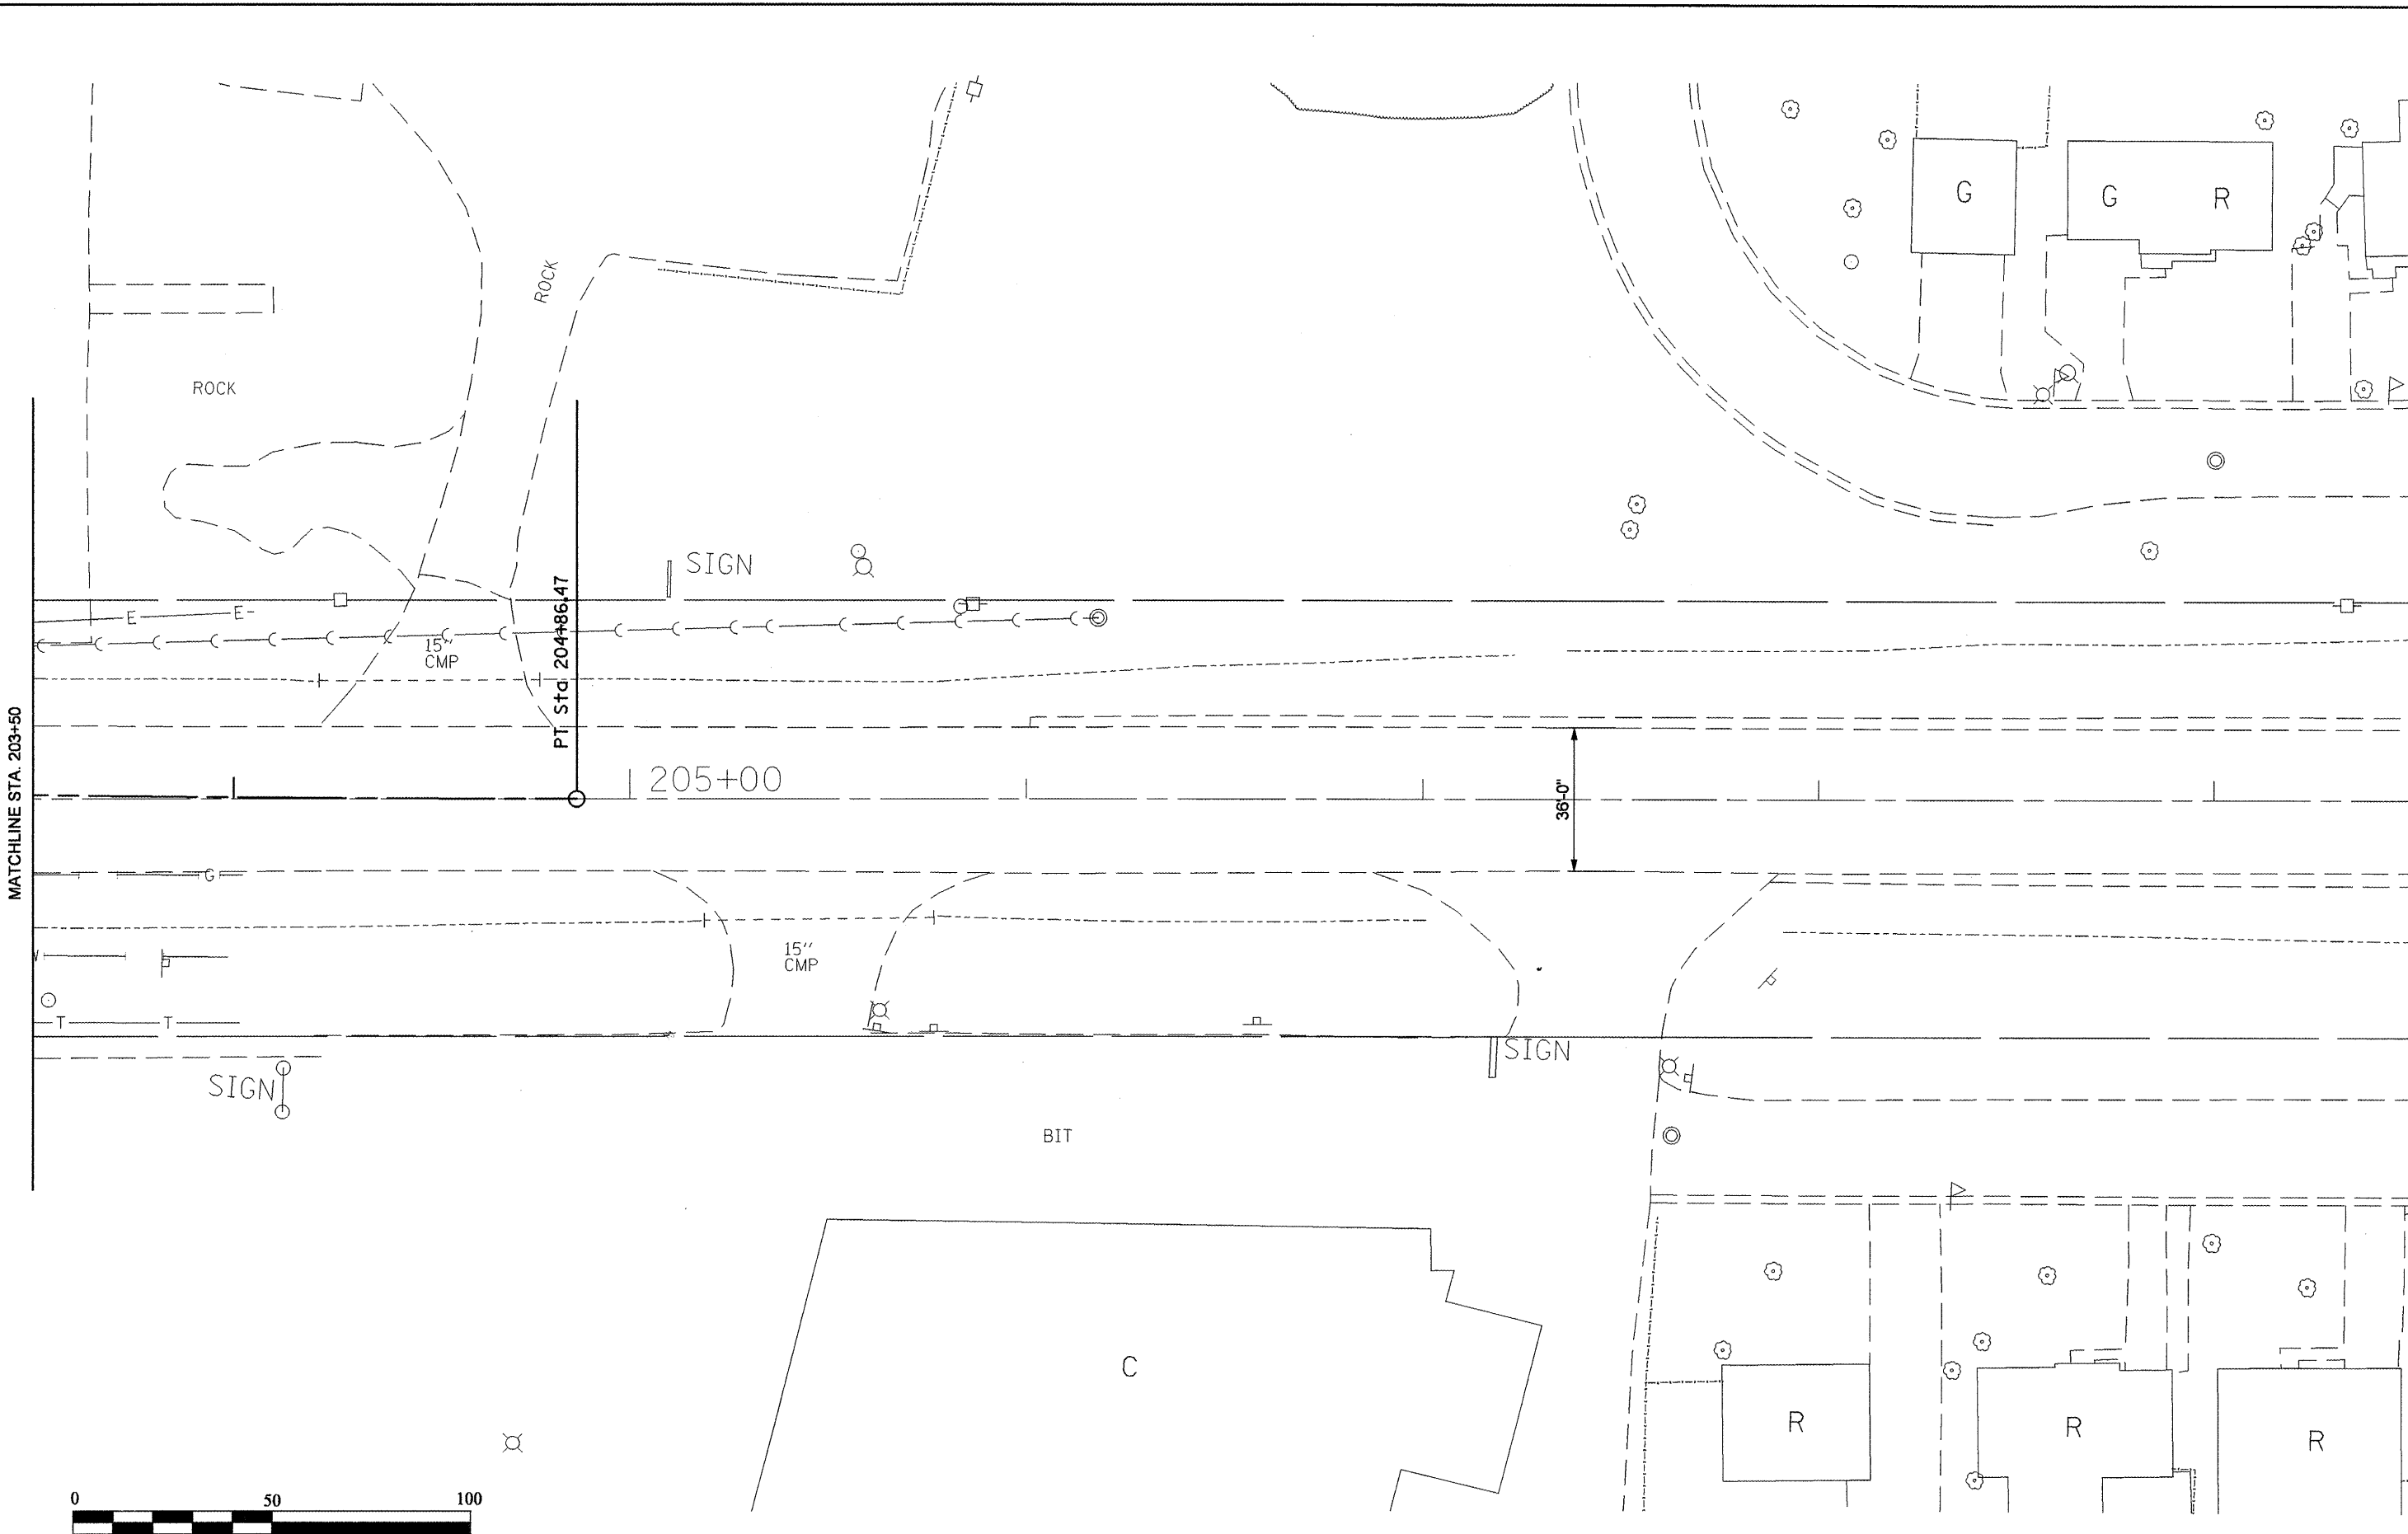 G
G R
ROCK
ROCK
SIGN
E E
15"
CMP
PT Sta 204+86.47
MATCHLINE STA. 203+50
205+00
36'-0"
G
15''
CMP
T T
SIGN
SIGN
BIT
C
R
R
R
0 50 100